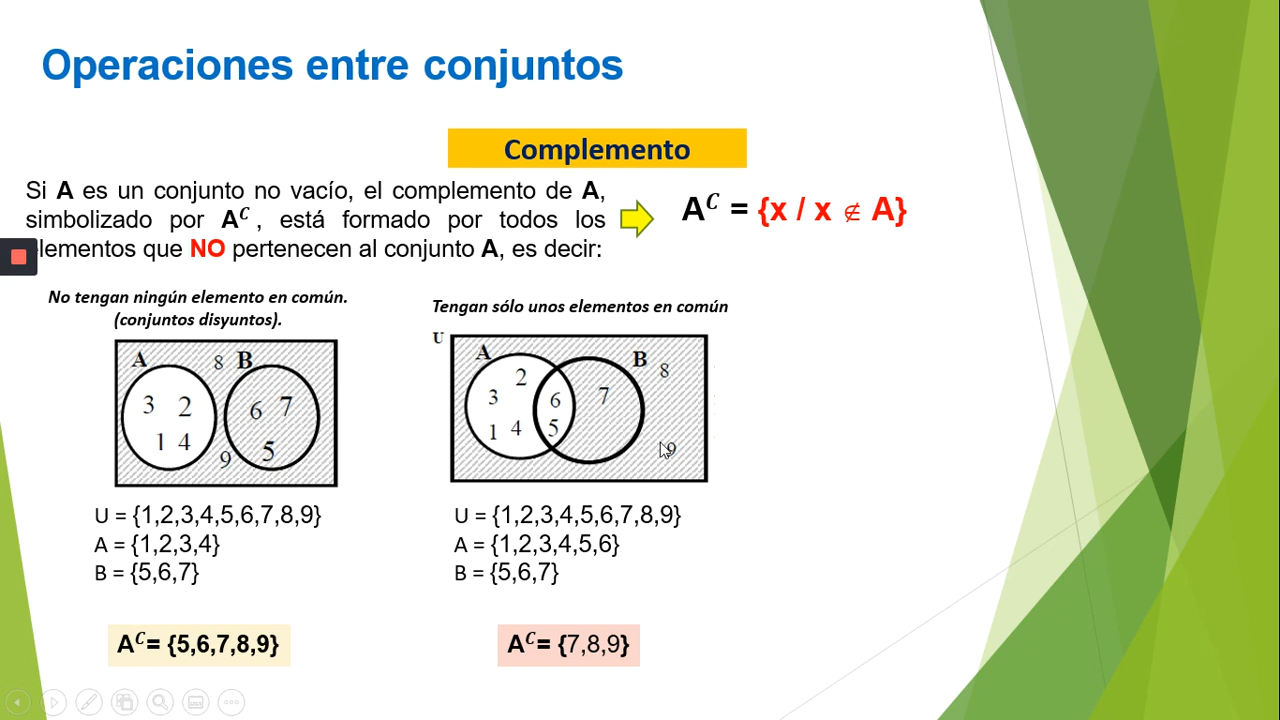 Operaciones entre conjuntos
Complemento
Si A es un conjunto no vacío, el complemento de A,
simbolizado por Aᶜ, está formado por todos los
elementos que NO pertenecen al conjunto A, es decir:
Aᶜ = {x / x ∉ A}
No tengan ningún elemento en común.
(conjuntos disyuntos).
A 8 B
3 2 6 7
1 4 5
9
U = {1,2,3,4,5,6,7,8,9}
A = {1,2,3,4}
B = {5,6,7}
Aᶜ= {5,6,7,8,9}
Tengan sólo unos elementos en común
U
A B 8
2
3 6 7
1 4 5 9
U = {1,2,3,4,5,6,7,8,9}
A = {1,2,3,4,5,6}
B = {5,6,7}
Aᶜ= {7,8,9}